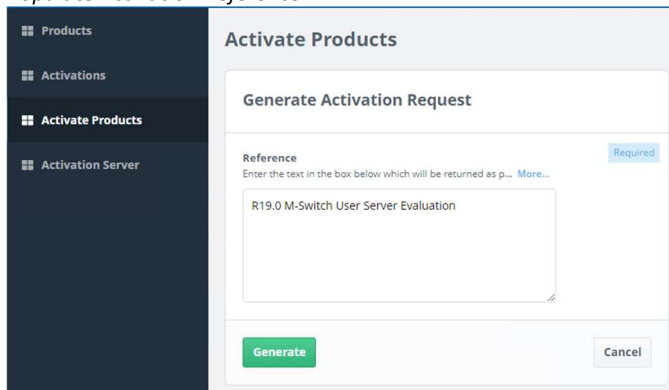 Products
Activate Products
Activations
Generate Activation Request
Activate Products
Activation Server
Reference
Required
Enter the text in the box below which will be returned as p... More...
R19.0 M-Switch User Server Evaluation
Generate
Cancel